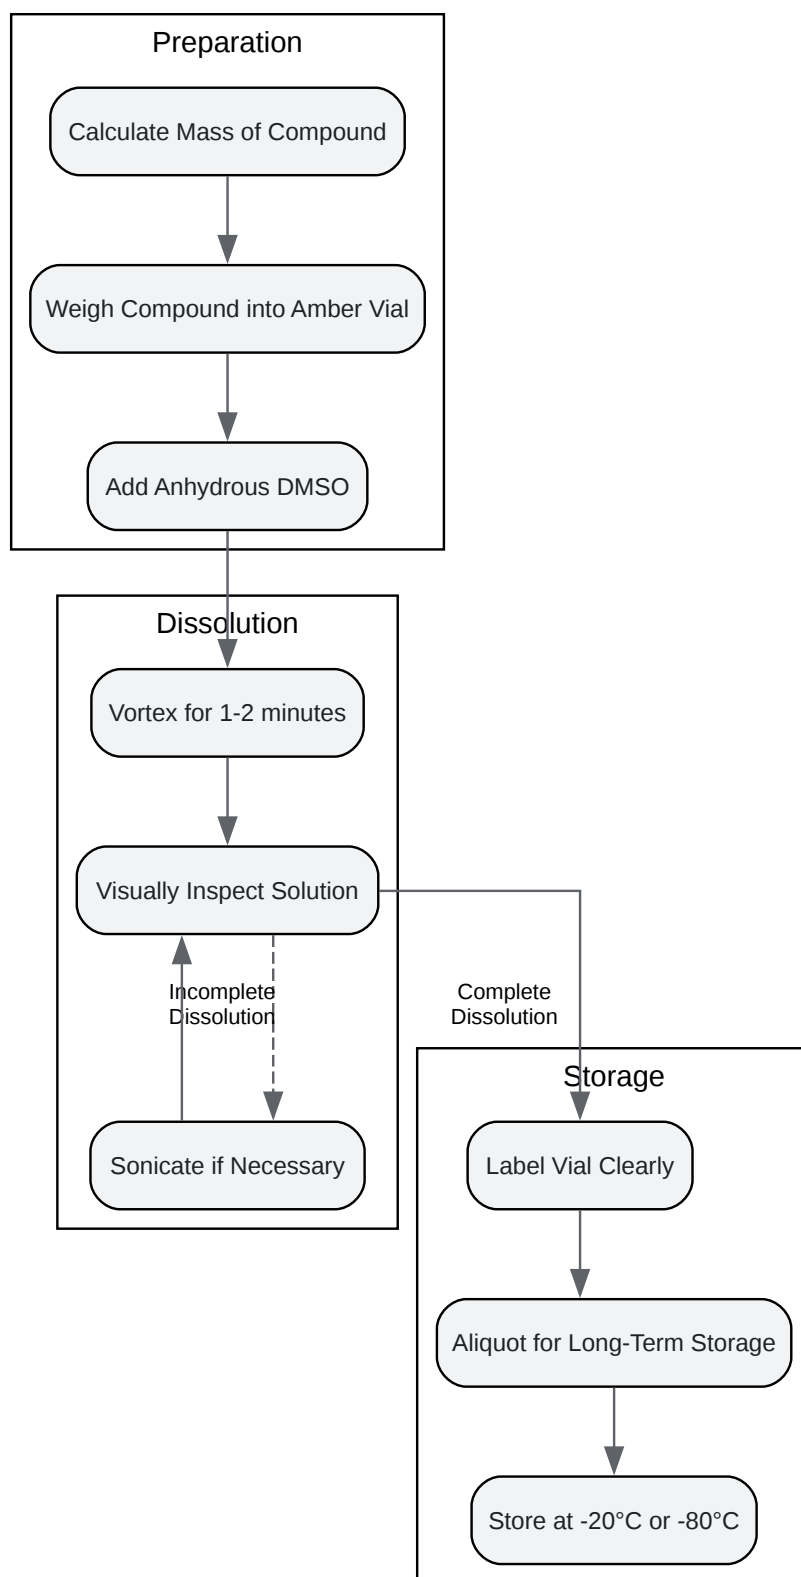 Preparation
Calculate Mass of Compound
Weigh Compound into Amber Vial
Add Anhydrous DMSO
Dissolution
Vortex for 1-2 minutes
Visually Inspect Solution
Incomplete
Dissolution
Complete
Dissolution
Sonicate if Necessary
Storage
Label Vial Clearly
Aliquot for Long-Term Storage
Store at -20°C or -80°C